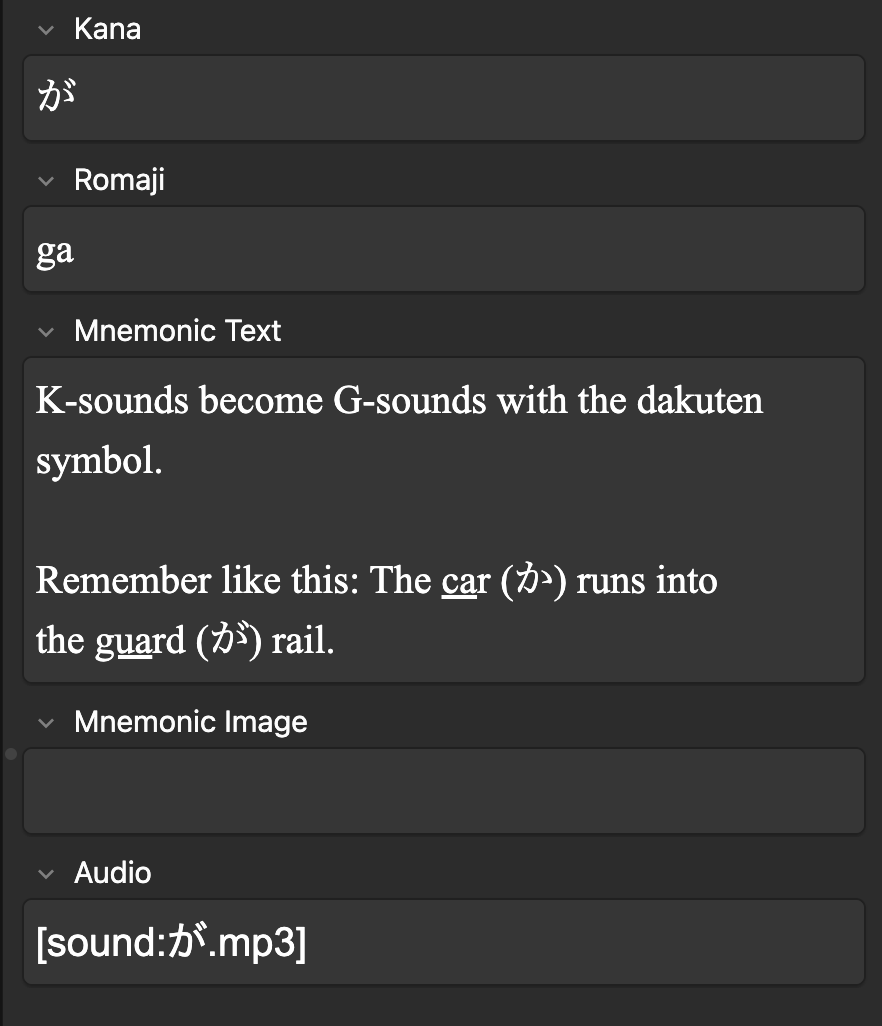 Kana
が
Romaji
ga
Mnemonic Text
K-sounds become G-sounds with the dakuten
symbol.
Remember like this: The car (か) runs into
the guard (が) rail.
Mnemonic Image
Audio
[sound:が.mp3]